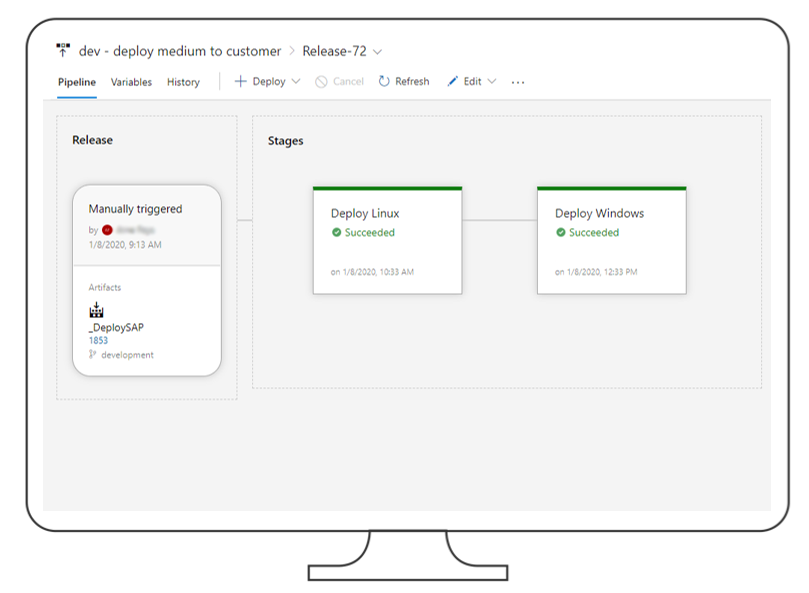 dev - deploy medium to customer > Release-72
Pipeline Variables History Deploy Cancel Refresh Edit ...
Release
Stages
Manually triggered
by
1/8/2020, 9:13 AM
Artifacts
_DeploySAP
1853
development
Deploy Linux
Succeeded
on 1/8/2020, 10:33 AM
Deploy Windows
Succeeded
on 1/8/2020, 12:33 PM